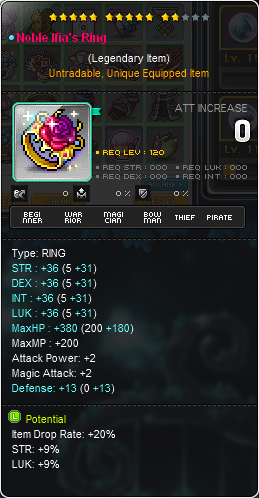 Noble Ifia's Ring
(Legendary Item)
Untradable, Unique Equipped Item
ATT INCREASE
0
REQ LEV : 120
REQ STR : 000 REQ LUK : 000
REQ DEX : 000 REQ INT : 000
0 0 % 0 %
BEGINNER WARRIOR MAGICIAN BOWMAN THIEF PIRATE
Type: RING
STR : +36 (5 +31)
DEX : +36 (5 +31)
INT : +36 (5 +31)
LUK : +36 (5 +31)
MaxHP : +380 (200 +180)
MaxMP : +200
Attack Power: +2
Magic Attack: +2
Defense: +13 (0 +13)
L Potential
Item Drop Rate: +20%
STR: +9%
LUK: +9%